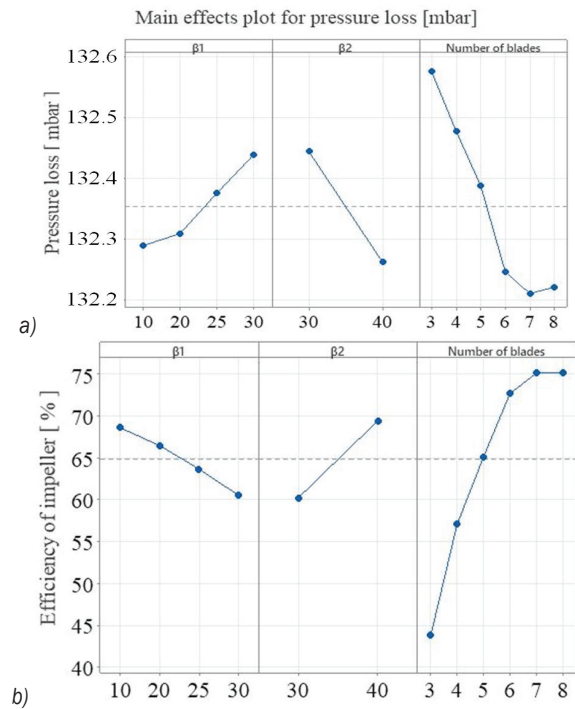 Main effects plot for pressure loss [mbar]
β1 β2 Number of blades
Pressure loss [ mbar ]
132.6
132.5
132.4
132.3
132.2
10 20 25 30 30 40 3 4 5 6 7 8
a)
β1 β2 Number of blades
Efficiency of impeller [ % ]
75
70
65
60
55
50
45
40
10 20 25 30 30 40 3 4 5 6 7 8
b)